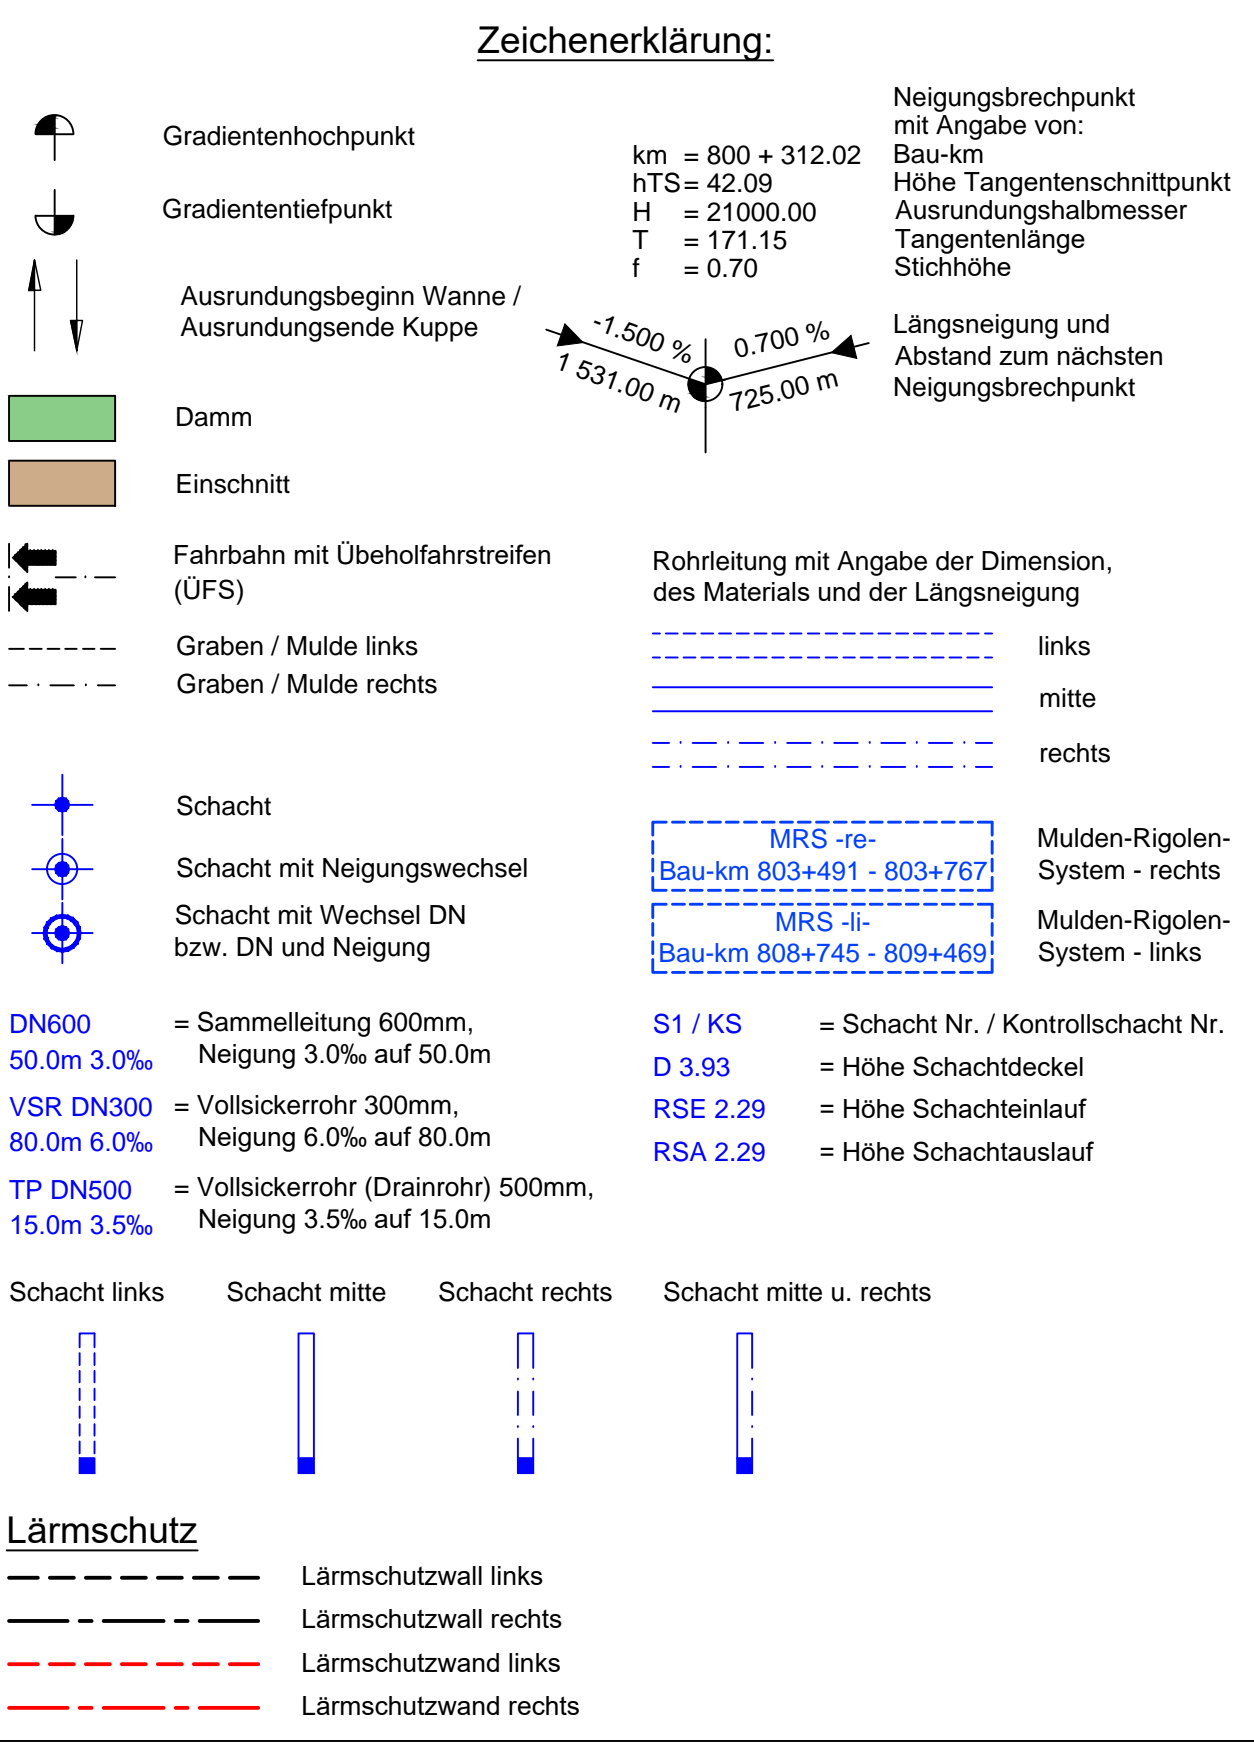 Zeichenerklärung:
Gradientenhochpunkt
Gradiententiefpunkt
Ausrundungsbeginn Wanne /
Ausrundungsende Kuppe
Damm
Einschnitt
Fahrbahn mit Übeholfahrstreifen
(ÜFS)
Graben / Mulde links
Graben / Mulde rechts
Neigungsbrechpunkt
mit Angabe von:
km = 800 + 312.02 Bau-km
hTS = 42.09 Höhe Tangentenschnittpunkt
H = 21000.00 Ausrundungshalbmesser
T = 171.15 Tangentenlänge
f = 0.70 Stichhöhe
-1.500 %
1 531.00 m
0.700 %
725.00 m
Längsneigung und
Abstand zum nächsten
Neigungsbrechpunkt
Rohrleitung mit Angabe der Dimension,
des Materials und der Längsneigung
links
mitte
rechts
Schacht
Schacht mit Neigungswechsel
Schacht mit Wechsel DN
bzw. DN und Neigung
MRS -re-
Bau-km 803+491 - 803+767
Mulden-Rigolen-
System - rechts
MRS -li-
Bau-km 808+745 - 809+469
Mulden-Rigolen-
System - links
DN600 = Sammelleitung 600mm,
50.0m 3.0‰ Neigung 3.0‰ auf 50.0m
VSR DN300 = Vollsickerrohr 300mm,
80.0m 6.0‰ Neigung 6.0‰ auf 80.0m
TP DN500 = Vollsickerrohr (Drainrohr) 500mm,
15.0m 3.5‰ Neigung 3.5‰ auf 15.0m
S1 / KS = Schacht Nr. / Kontrollschacht Nr.
D 3.93 = Höhe Schachtdeckel
RSE 2.29 = Höhe Schachteinlauf
RSA 2.29 = Höhe Schachtauslauf
Schacht links Schacht mitte Schacht rechts Schacht mitte u. rechts
Lärmschutz
Lärmschutzwall links
Lärmschutzwall rechts
Lärmschutzwand links
Lärmschutzwand rechts